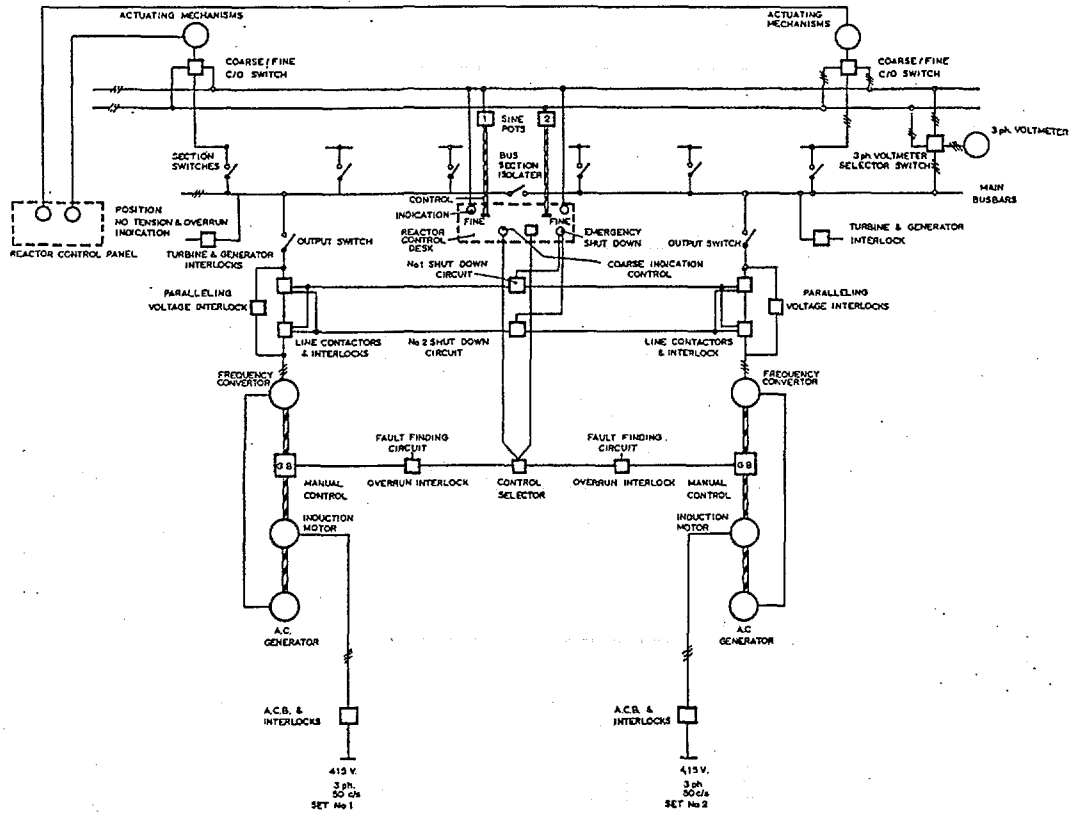 ACTUATING MECHANISMS
ACTUATING
MECHANISMS
COARSE/FINE
C/O SWITCH
COARSE/FINE
C/O SWITCH
1
SINE
POTS
2
3 ph. VOLTMETER
SECTION
SWITCHES
BUS
SECTION
ISOLATER
3 ph. VOLTMETER
SELECTOR SWITCH
CONTROL
MAIN
BUSBARS
INDICATION
FINE
FINE
POSITION
NO TENSION & OVERRUN
INDICATION
REACTOR CONTROL PANEL
REACTOR
CONTROL
DESK
EMERGENCY
SHUT DOWN
OUTPUT SWITCH
OUTPUT SWITCH
TURBINE & GENERATOR
INTERLOCKS
TURBINE & GENERATOR
INTERLOCK
COARSE INDICATION
CONTROL
No1 SHUT DOWN
CIRCUIT
PARALLELING
VOLTAGE INTERLOCK
PARALLELING
VOLTAGE INTERLOCKS
LINE CONTACTORS
& INTERLOCKS
No 2 SHUT DOWN
CIRCUIT
LINE CONTACTORS
& INTERLOCK
FREQUENCY
CONVERTOR
FREQUENCY
CONVERTOR
FAULT FINDING
CIRCUIT
FAULT FINDING
CIRCUIT
GB
GB
MANUAL
CONTROL
OVERRUN INTERLOCK
CONTROL
SELECTOR
OVERRUN INTERLOCK
MANUAL
CONTROL
INDUCTION
MOTOR
INDUCTION
MOTOR
A.C.
GENERATOR
A.C
GENERATOR
A.C.B. &
INTERLOCKS
A.C.B. &
INTERLOCKS
415 V.
3 ph.
50 c/s
SET No 1
415 V.
3 ph
50 c/s
SET No 2